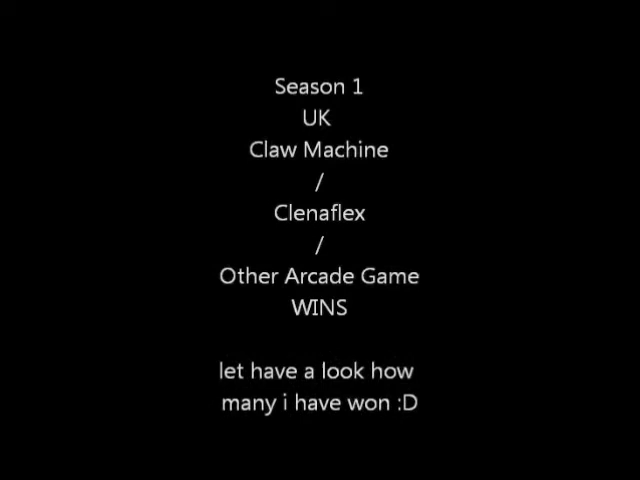 Season 1
UK
Claw Machine
/
Clenaflex
/
Other Arcade Game
WINS
let have a look how
many i have won :D